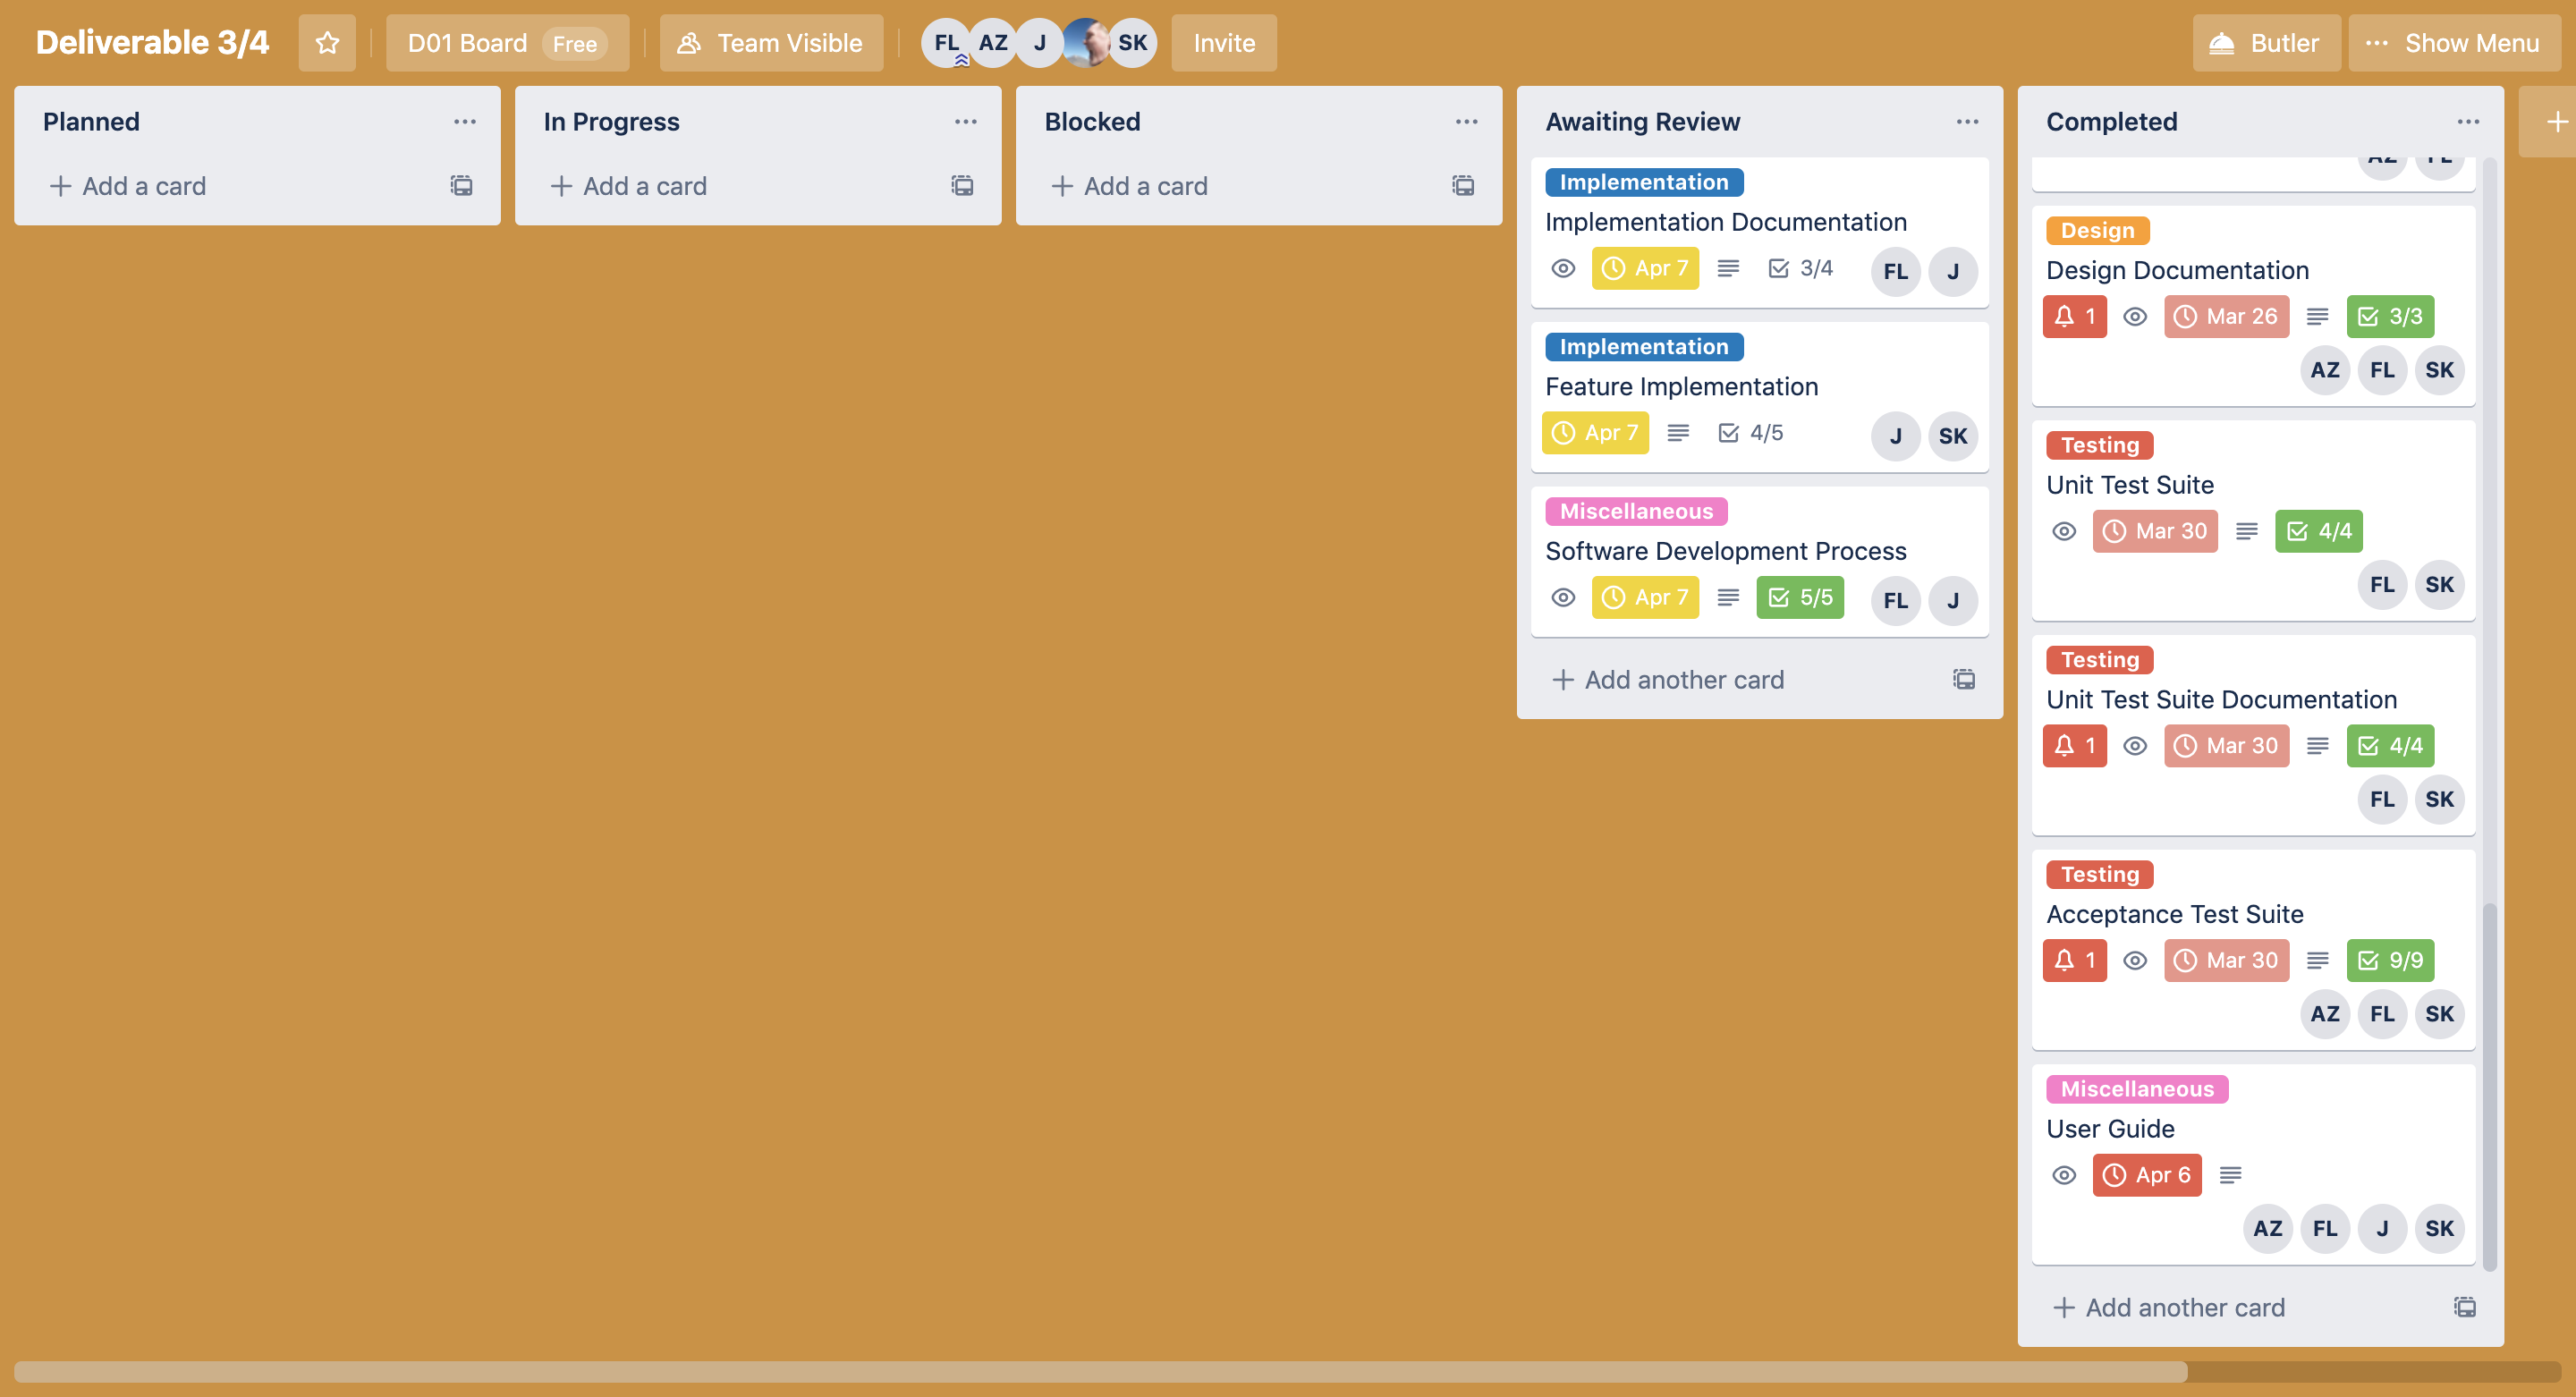 Deliverable 3/4
D01 Board Free
Team Visible
FL AZ J SK
Invite
Butler
Show Menu
Planned
Add a card
In Progress
Add a card
Blocked
Add a card
Awaiting Review
Implementation
Implementation Documentation
Apr 7 3/4 FL J
Implementation
Feature Implementation
Apr 7 4/5 J SK
Miscellaneous
Software Development Process
Apr 7 5/5 FL J
Add another card
Completed
AZ FL
Design
Design Documentation
1 Mar 26 3/3
AZ FL SK
Testing
Unit Test Suite
Mar 30 4/4
FL SK
Testing
Unit Test Suite Documentation
1 Mar 30 4/4
FL SK
Testing
Acceptance Test Suite
1 Mar 30 9/9
AZ FL SK
Miscellaneous
User Guide
Apr 6
AZ FL J SK
Add another card